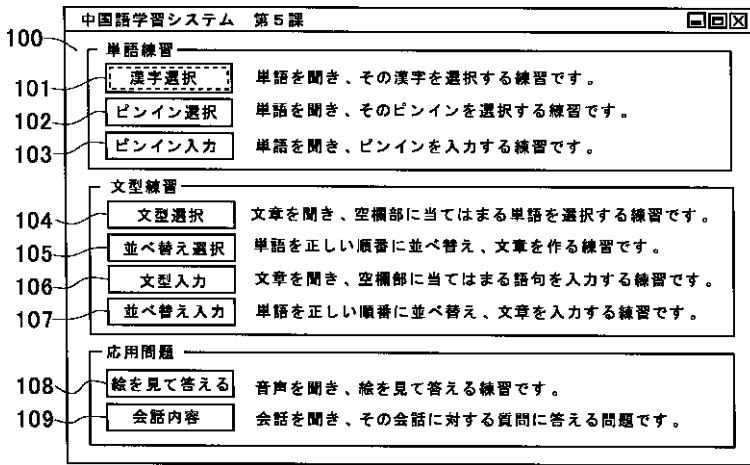 中国語学習システム 第5課
100
単語練習
101 漢字選択 単語を聞き、その漢字を選択する練習です。
102 ピンイン選択 単語を聞き、そのピンインを選択する練習です。
103 ピンイン入力 単語を聞き、ピンインを入力する練習です。
文型練習
104 文型選択 文章を聞き、空欄部に当てはまる単語を選択する練習です。
105 並べ替え選択 単語を正しい順番に並べ替え、文章を作る練習です。
106 文型入力 文章を聞き、空欄部に当てはまる語句を入力する練習です。
107 並べ替え入力 単語を正しい順番に並べ替え、文章を入力する練習です。
応用問題
108 絵を見て答える 音声を聞き、絵を見て答える練習です。
109 会話内容 会話を聞き、その会話に対する質問に答える問題です。